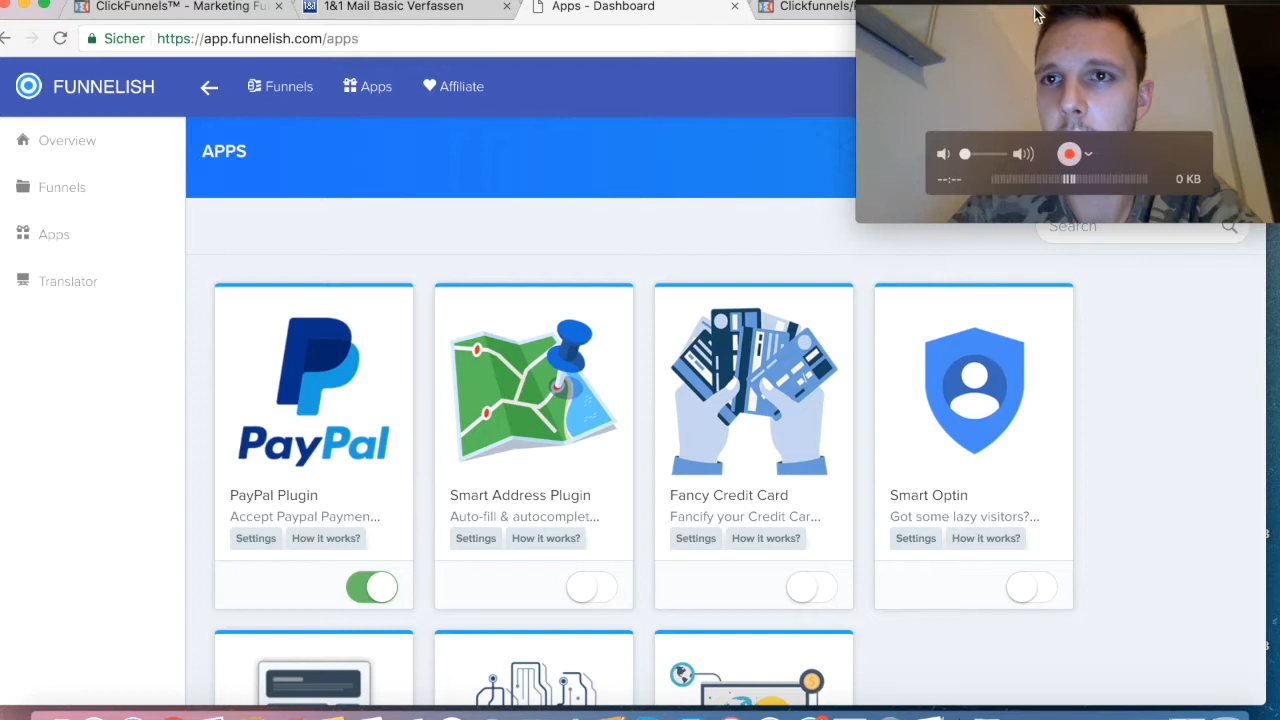 ClickFunnels™ - Marketing Fu
1&1
1&1 Mail Basic Verfassen
Apps - Dashboard
Clickfunnels/
Sicher
https://app.funnelish.com/apps
FUNNELISH
Funnels
Apps
Affiliate
Overview
Funnels
Apps
Translator
APPS
--:--
0 KB
Search
PayPal
PayPal Plugin
Accept Paypal Paymen...
Settings
How it works?
Smart Address Plugin
Auto-fill & autocomplet...
Settings
How it works?
Fancy Credit Card
Fancify your Credit Car...
Settings
How it works?
Smart Optin
Got some lazy visitors?...
Settings
How it works?